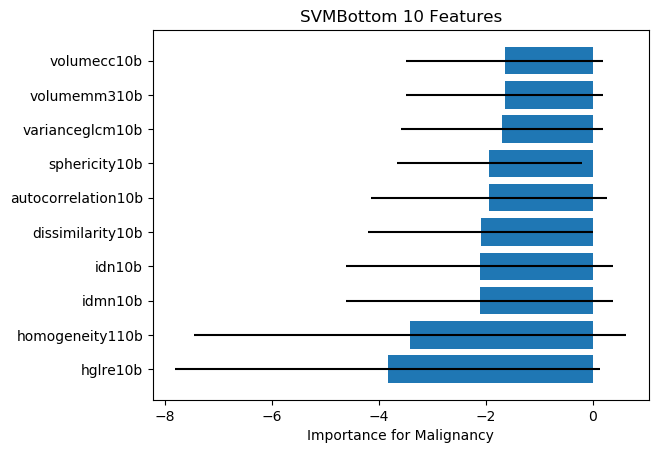 SVMBottom 10 Features
volumecc10b
volumemm310b
varianceglcm10b
sphericity10b
autocorrelation10b
dissimilarity10b
idn10b
idmn10b
homogeneity110b
hglre10b
−8 −6 −4 −2 0
Importance for Malignancy